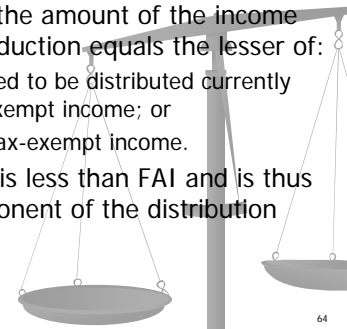 the amount of the income
duction equals the lesser of:
ed to be distributed currently
xempt income; or
ax-exempt income.
is less than FAI and is thus
onent of the distribution
64